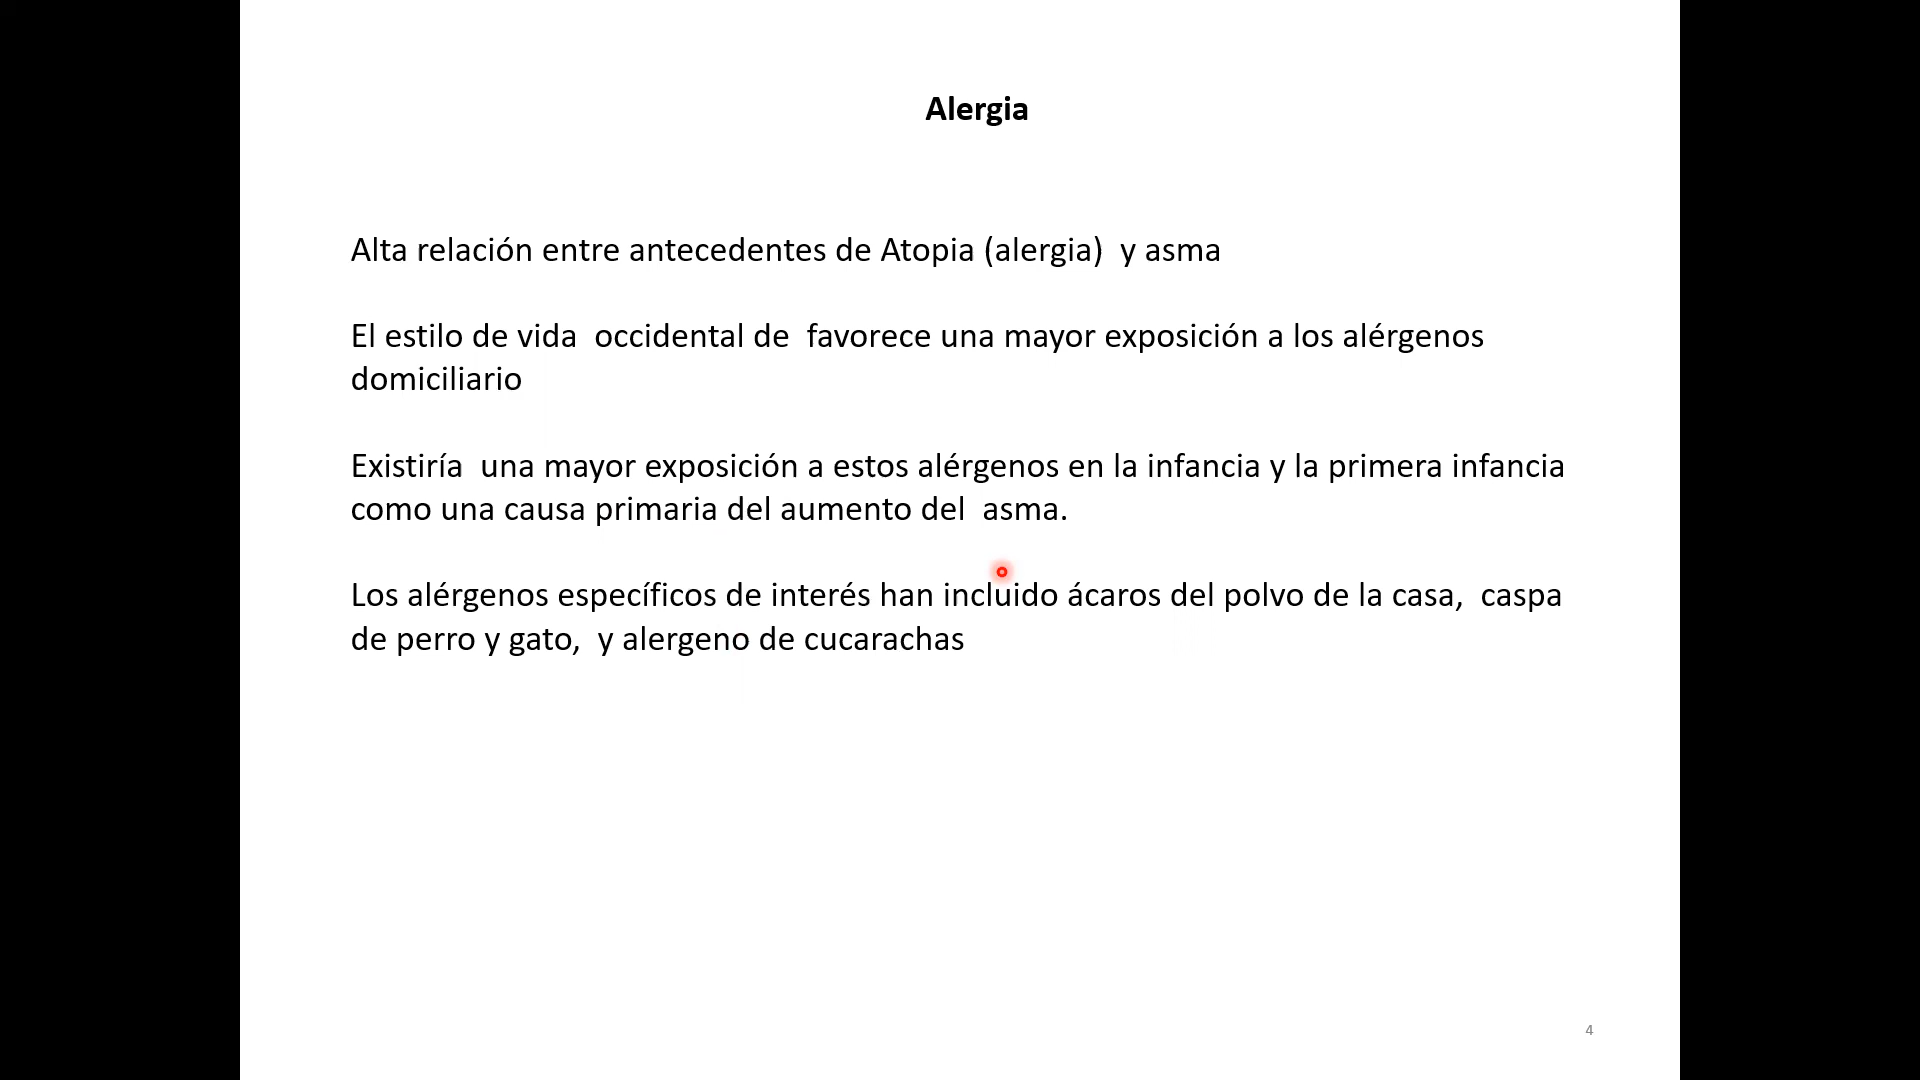 Alergia
Alta relación entre antecedentes de Atopia (alergia)  y asma
El estilo de vida  occidental de  favorece una mayor exposición a los alérgenos
domiciliario
Existiría  una mayor exposición a estos alérgenos en la infancia y la primera infancia
como una causa primaria del aumento del  asma.
Los alérgenos específicos de interés han incluido ácaros del polvo de la casa,  caspa
de perro y gato,  y alergeno de cucarachas
4